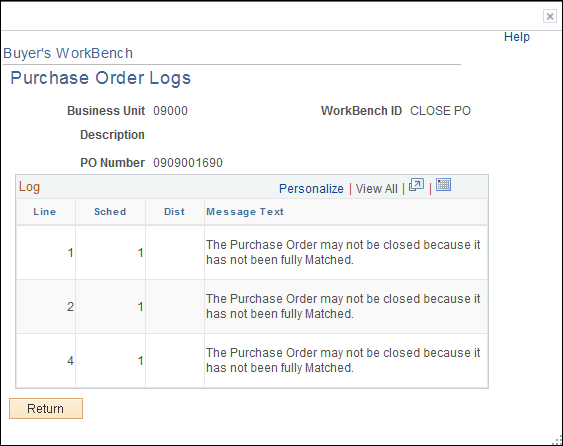 Help
Buyer's WorkBench
Purchase Order Logs
Business Unit 09000 WorkBench ID CLOSE PO
Description
PO Number 0909001690
Log Personalize | View All | |
Line Sched Dist Message Text
1 1 The Purchase Order may not be closed because it
has not been fully Matched.
2 1 The Purchase Order may not be closed because it
has not been fully Matched.
4 1 The Purchase Order may not be closed because it
has not been fully Matched.
Return